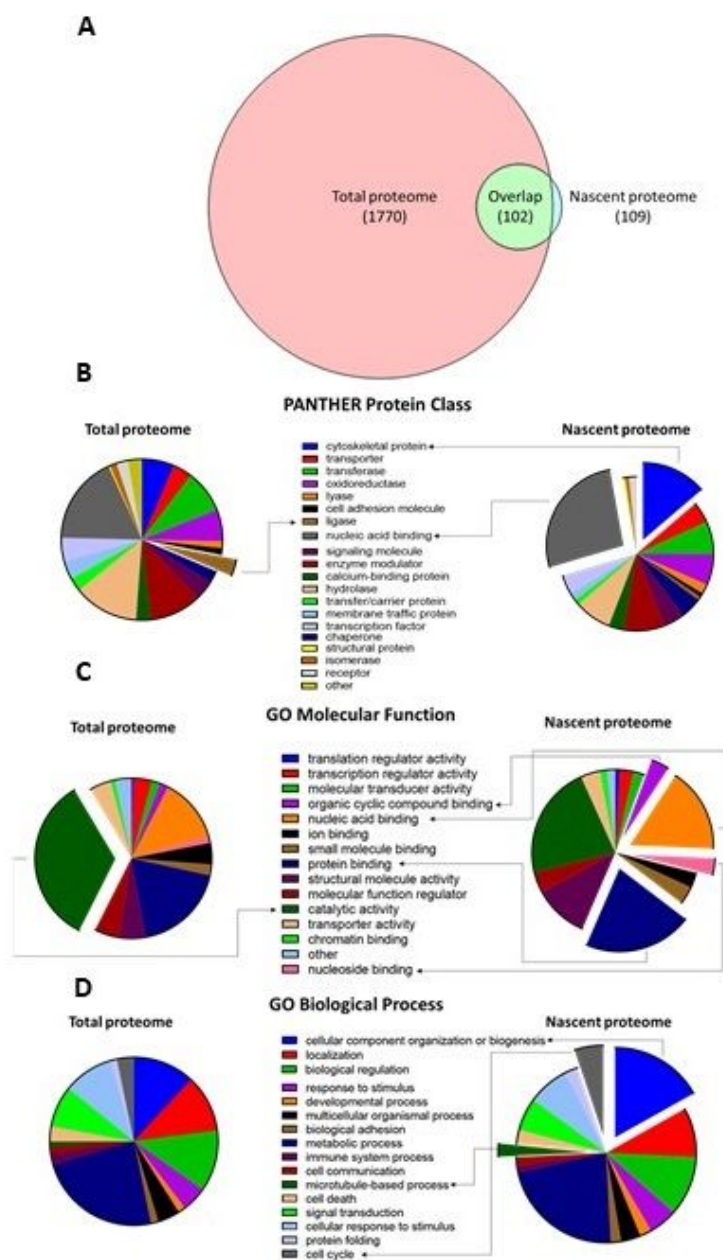 A
Total proteome
(1770)
Overlap
(102)
Nascent proteome
(109)
B
PANTHER Protein Class
Total proteome
Nascent proteome
cytoskeletal protein
transporter
transferase
oxidoreductase
lyase
cell adhesion molecule
ligase
nucleic acid binding
signaling molecule
enzyme modulator
calcium-binding protein
hydrolase
transfer/carrier protein
membrane traffic protein
transcription factor
chaperone
structural protein
isomerase
receptor
other
C
GO Molecular Function
Total proteome
Nascent proteome
translation regulator activity
transcription regulator activity
molecular transducer activity
organic cyclic compound binding
nucleic acid binding
ion binding
small molecule binding
protein binding
structural molecule activity
molecular function regulator
catalytic activity
transporter activity
chromatin binding
other
nucleoside binding
D
GO Biological Process
Total proteome
Nascent proteome
cellular component organization or biogenesis
localization
biological regulation
response to stimulus
developmental process
multicellular organismal process
biological adhesion
metabolic process
immune system process
cell communication
microtubule-based process
cell death
signal transduction
cellular response to stimulus
protein folding
cell cycle